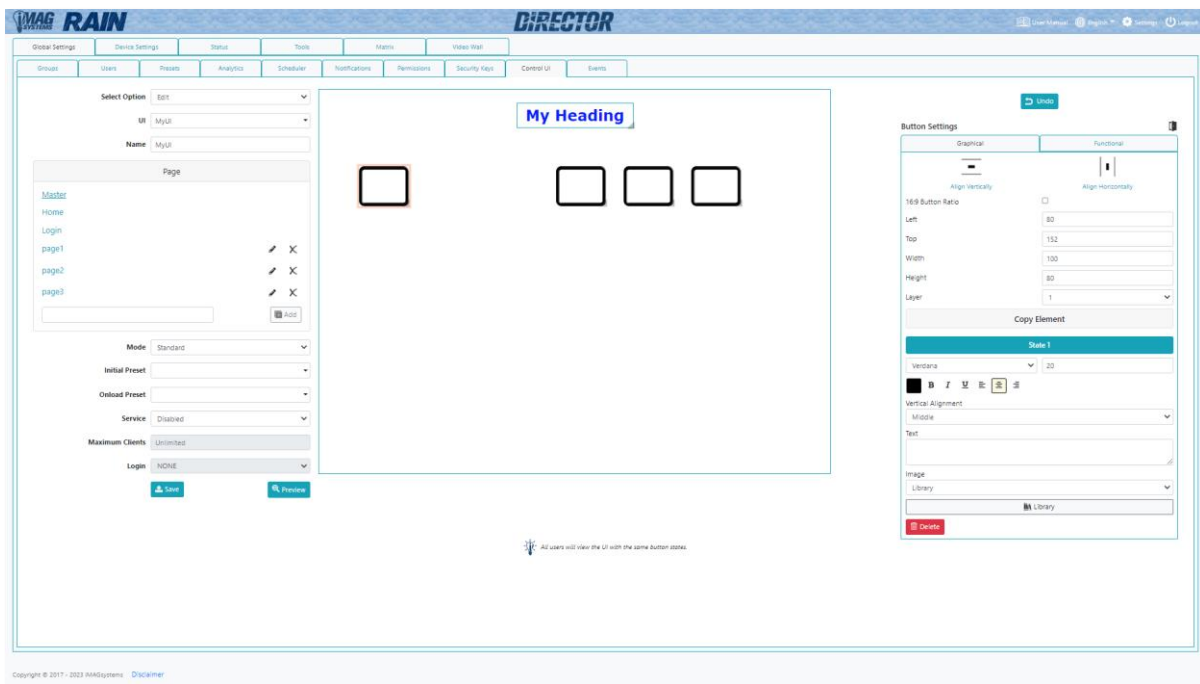 iMAG SYSTEMS RAIN
DiRECTOR
User Manual English Settings Logout
Global Settings Device Settings Status Tools Matrix Video Wall
Groups Users Presets Analytics Scheduler Notifications Permissions Security Keys Control UI Events
Select Option Edit
UI MyUI
Name MyUI
Page
Master
Home
Login
page1
page2
page3
Add
Mode Standard
Initial Preset
Onload Preset
Service Disabled
Maximum Clients Unlimited
Login NONE
Save Preview
My Heading
All users will view the UI with the same button states.
Undo
Button Settings
Graphical Functional
Align Vertically Align Horizontally
16:9 Button Ratio
Left 80
Top 152
Width 100
Height 80
Layer 1
Copy Element
State 1
Verdana 20
B I U
Vertical Alignment
Middle
Text
Image
Library
Library
Delete
Copyright © 2017 - 2023 iMAGsystems Disclaimer